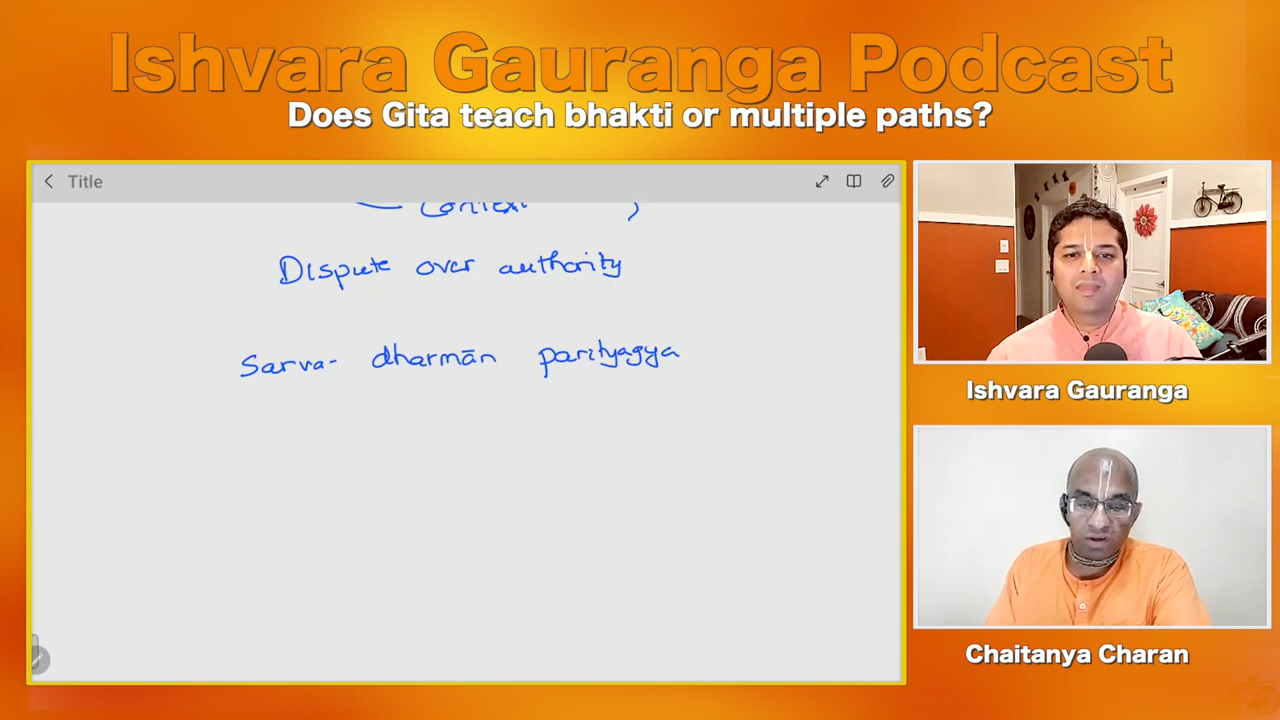 Ishvara Gauranga Podcast
Does Gita teach bhakti or multiple paths?
Title
Context
Dispute over authority
Sarva- dharmān parityagya
Ishvara Gauranga
Chaitanya Charan